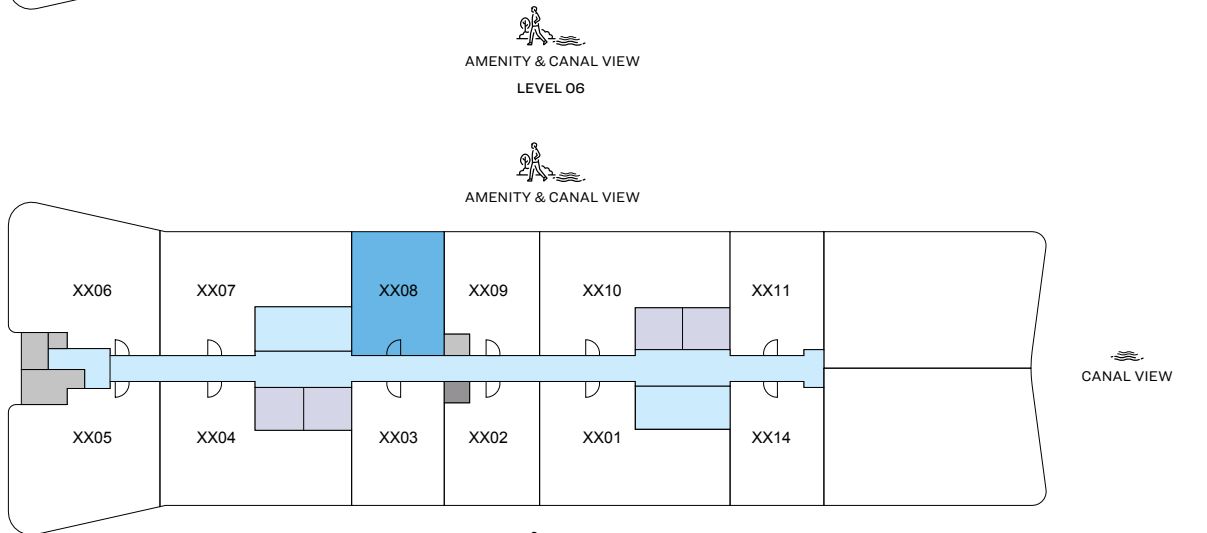 AMENITY & CANAL VIEW
LEVEL 06
AMENITY & CANAL VIEW
XX06 XX07 XX08 XX09 XX10 XX11
CANAL VIEW
XX05 XX04 XX03 XX02 XX01 XX14